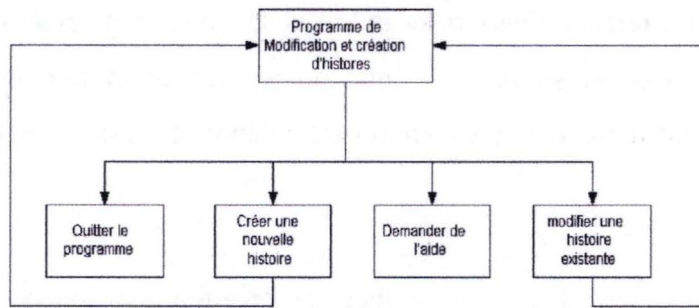 Programme de
Modification et création
d'histores
Quitter le
programme
Créer une
nouvelle
histoire
Demander de
l'aide
modifier une
histoire
existante